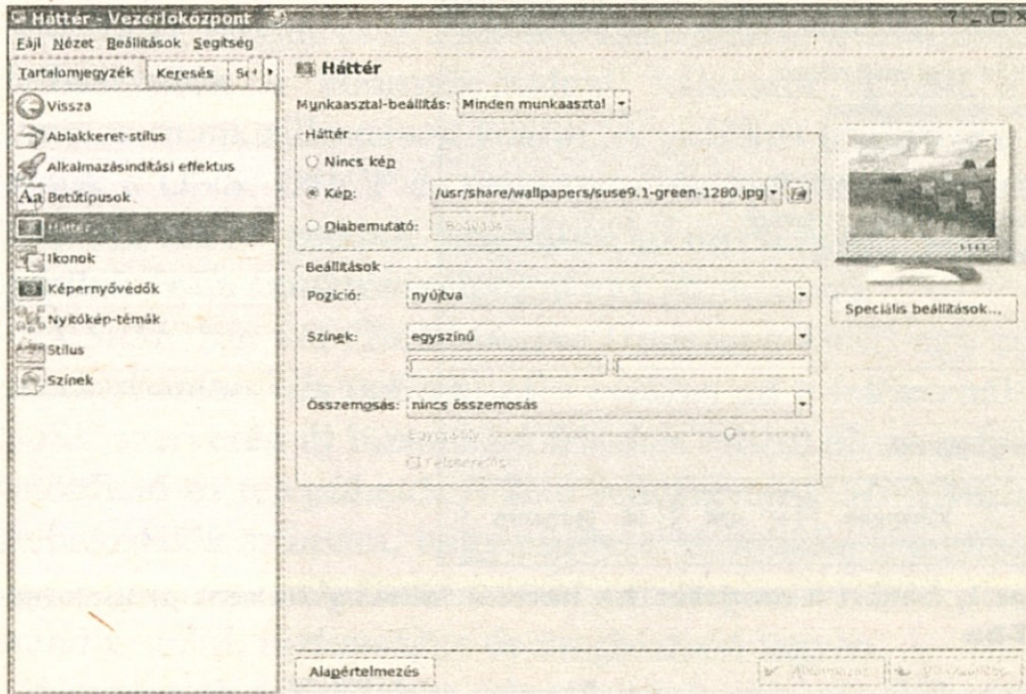 Háttér - Vezérlőközpont
Fájl Nézet Beállítások Segítség
Tartalomjegyzék Keresés
Vissza
Ablakkeret-stílus
Alkalmazásindítási effektus
Aa Betűtípusok
Háttér
Ikonok
Képernyővédők
Nyitókép-témák
Stílus
Színek
Háttér
Munkaasztal-beállítás: Minden munkaasztal
Háttér
Nincs kép
Kép: /usr/share/wallpapers/suse9.1-green-1280.jpg
Diabemutató:
Beállítások
Pozíció: nyújtva
Színek: egyszínű
Összemosás: nincs összemosás
Speciális beállítások...
Alapértelmezés